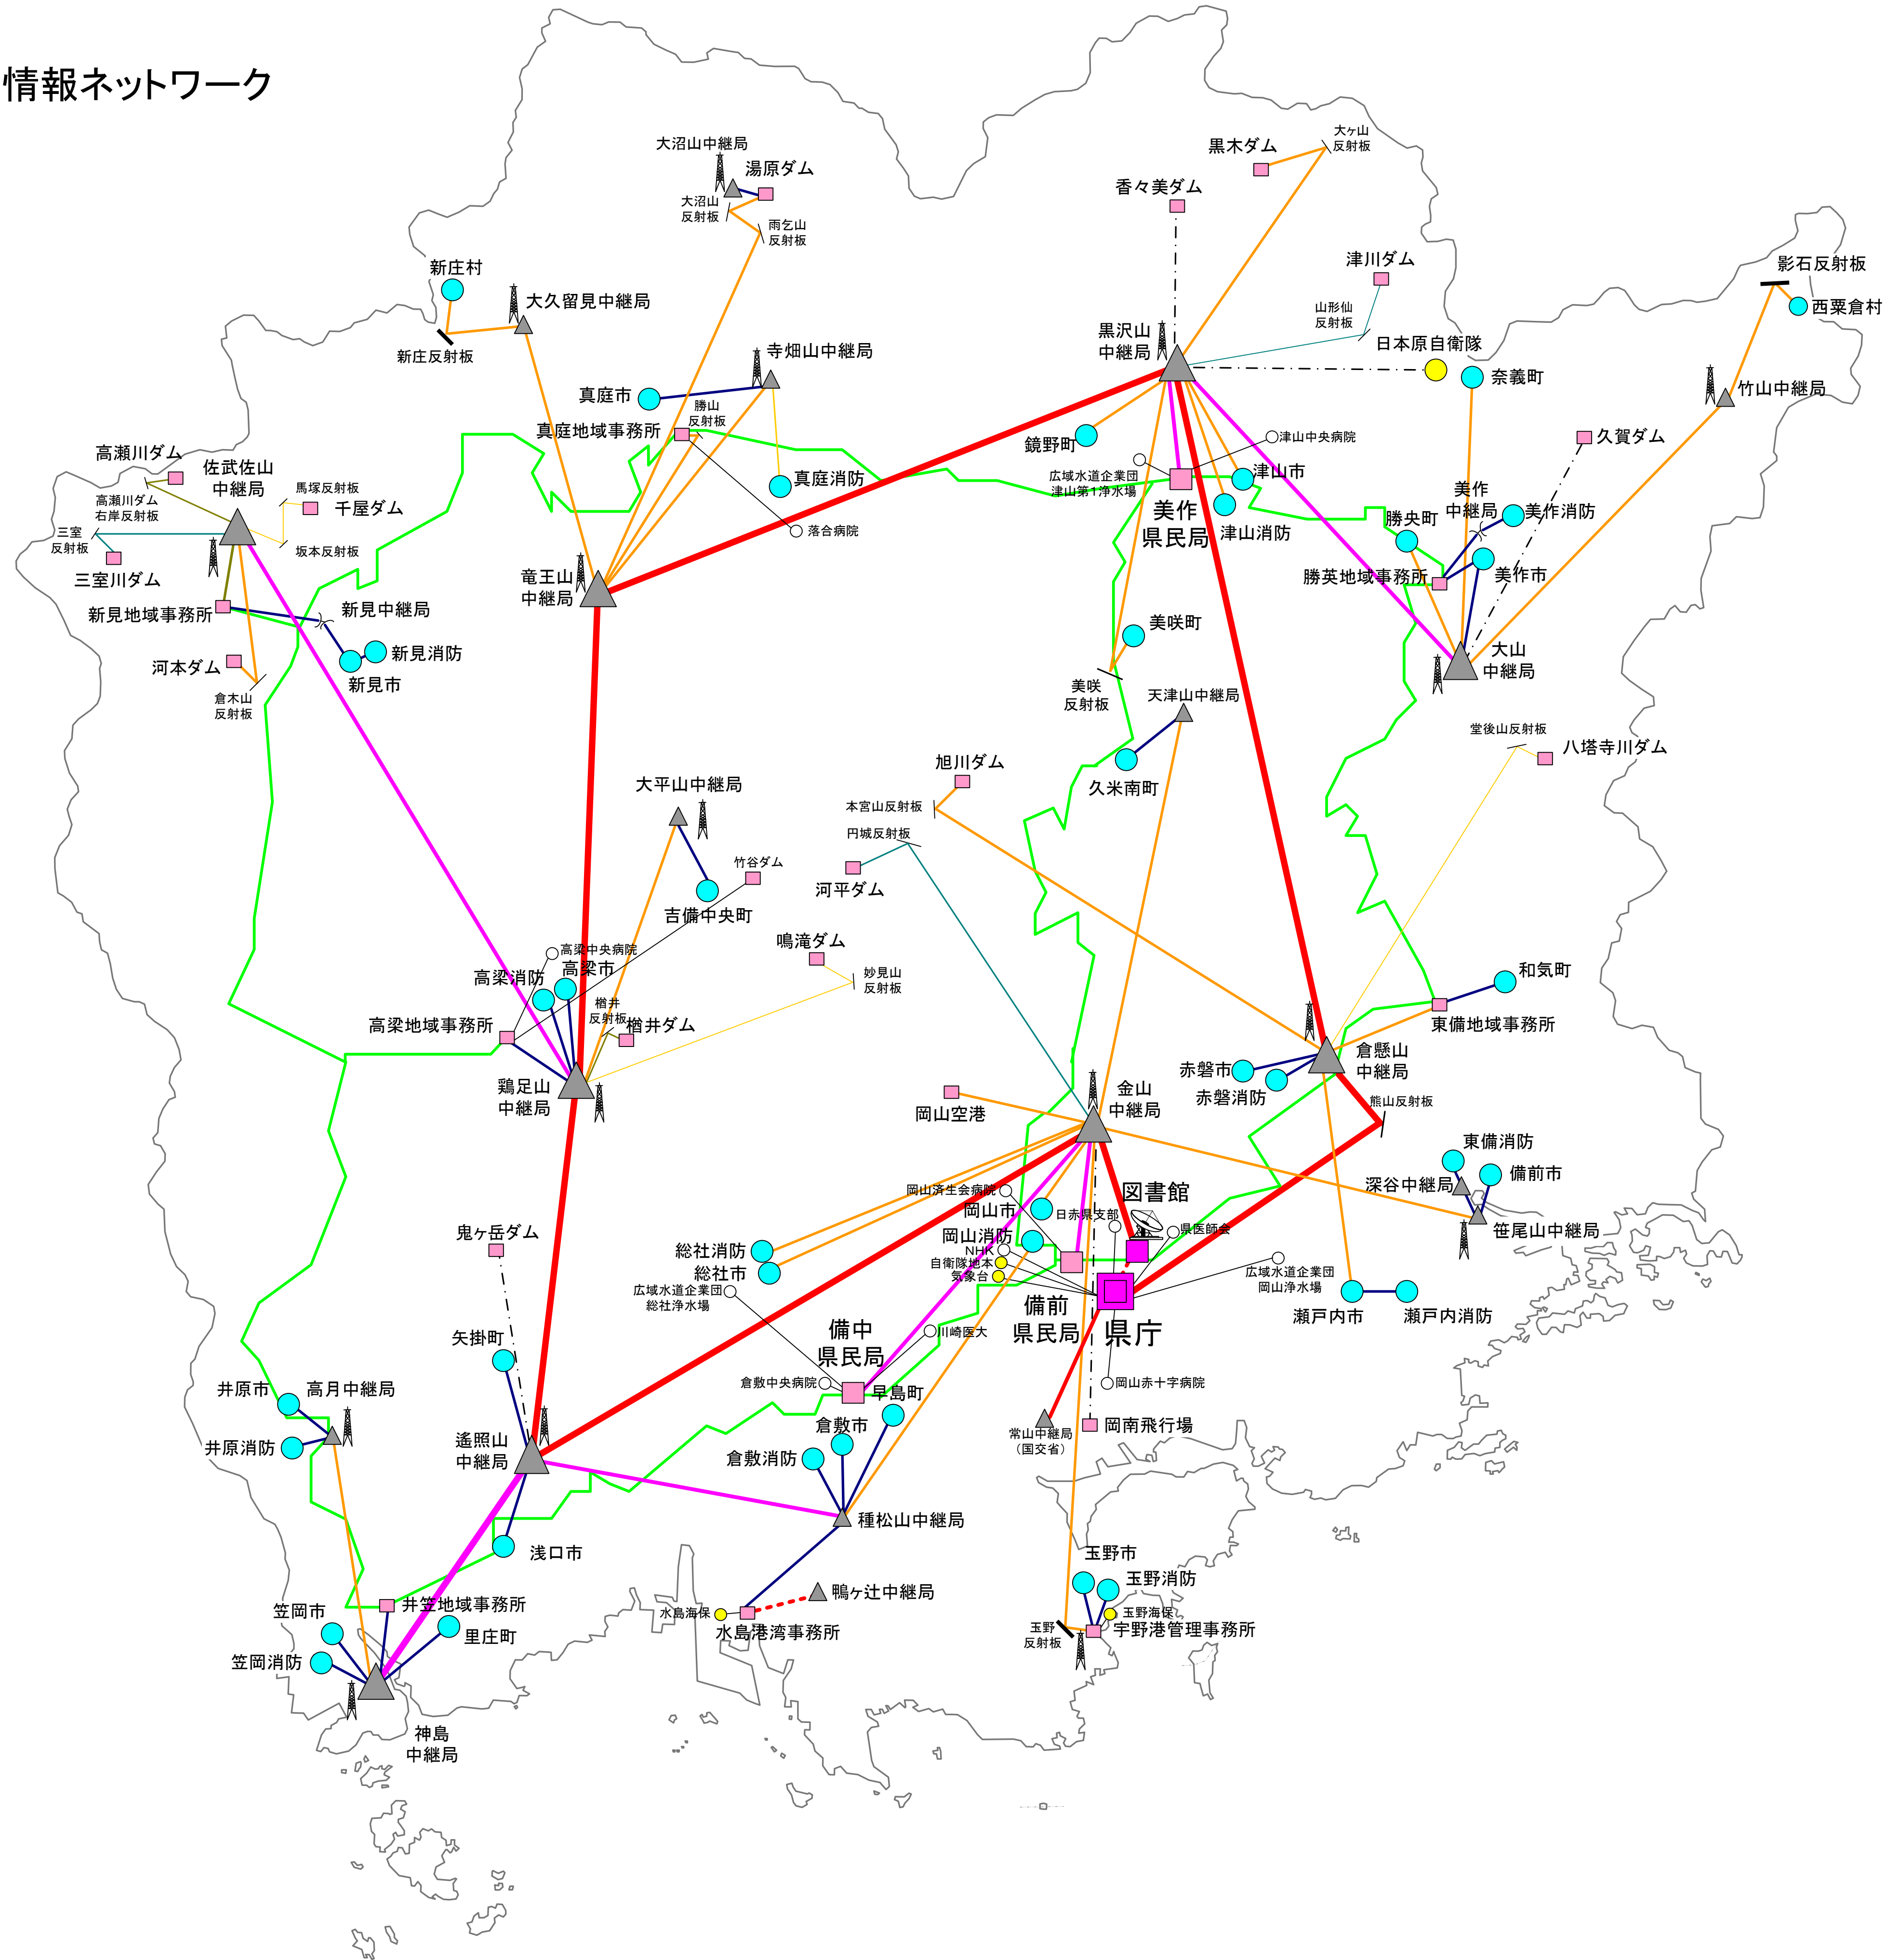 情報ネットワーク
大沼山中継局
湯原ダム
大沼山
反射板
雨乞山
反射板
黒木ダム
大ヶ山
反射板
香々美ダム
津川ダム
山形仙
反射板
影石反射板
西粟倉村
新庄村
大久留見中継局
新庄反射板
黒沢山
中継局
日本原自衛隊
奈義町
寺畑山中継局
真庭市
勝山
反射板
真庭地域事務所
真庭消防
落合病院
竹山中継局
久賀ダム
鏡野町
津山中央病院
広域水道企業団
津山第1浄水場
津山市
美作
県民局
津山消防
高瀬川ダム
佐武佐山
中継局
高瀬川ダム
右岸反射板
馬塚反射板
千屋ダム
三室
反射板
坂本反射板
三室川ダム
新見地域事務所
新見中継局
新見消防
新見市
河本ダム
倉木山
反射板
竜王山
中継局
勝央町
美作
中継局
美作消防
美作市
勝英地域事務所
大山
中継局
美咲町
美咲
反射板
天津山中継局
久米南町
堂後山反射板
八塔寺川ダム
旭川ダム
本宮山反射板
円城反射板
河平ダム
大平山中継局
竹谷ダム
吉備中央町
高梁中央病院
高梁消防
高梁市
楢井
反射板
楢井ダム
高梁地域事務所
鳴滝ダム
妙見山
反射板
鶏足山
中継局
和気町
東備地域事務所
倉懸山
中継局
赤磐市
赤磐消防
熊山反射板
岡山空港
金山
中継局
東備消防
備前市
深谷中継局
笹尾山中継局
図書館
岡山済生会病院
岡山市
日赤県支部
県医師会
岡山消防
NHK
自衛隊地本
気象台
広域水道企業団
岡山浄水場
備前
県民局
県庁
瀬戸内市
瀬戸内消防
鬼ヶ岳ダム
総社消防
総社市
広域水道企業団
総社浄水場
備中
県民局
川崎医大
矢掛町
倉敷中央病院
早島町
岡山赤十字病院
井原市
高月中継局
井原消防
遙照山
中継局
倉敷市
倉敷消防
常山中継局
（国交省）
岡南飛行場
種松山中継局
浅口市
玉野市
玉野消防
鴨ヶ辻中継局
水島海保
水島港湾事務所
玉野海保
玉野
反射板
宇野港管理事務所
井笠地域事務所
笠岡市
里庄町
笠岡消防
神島
中継局